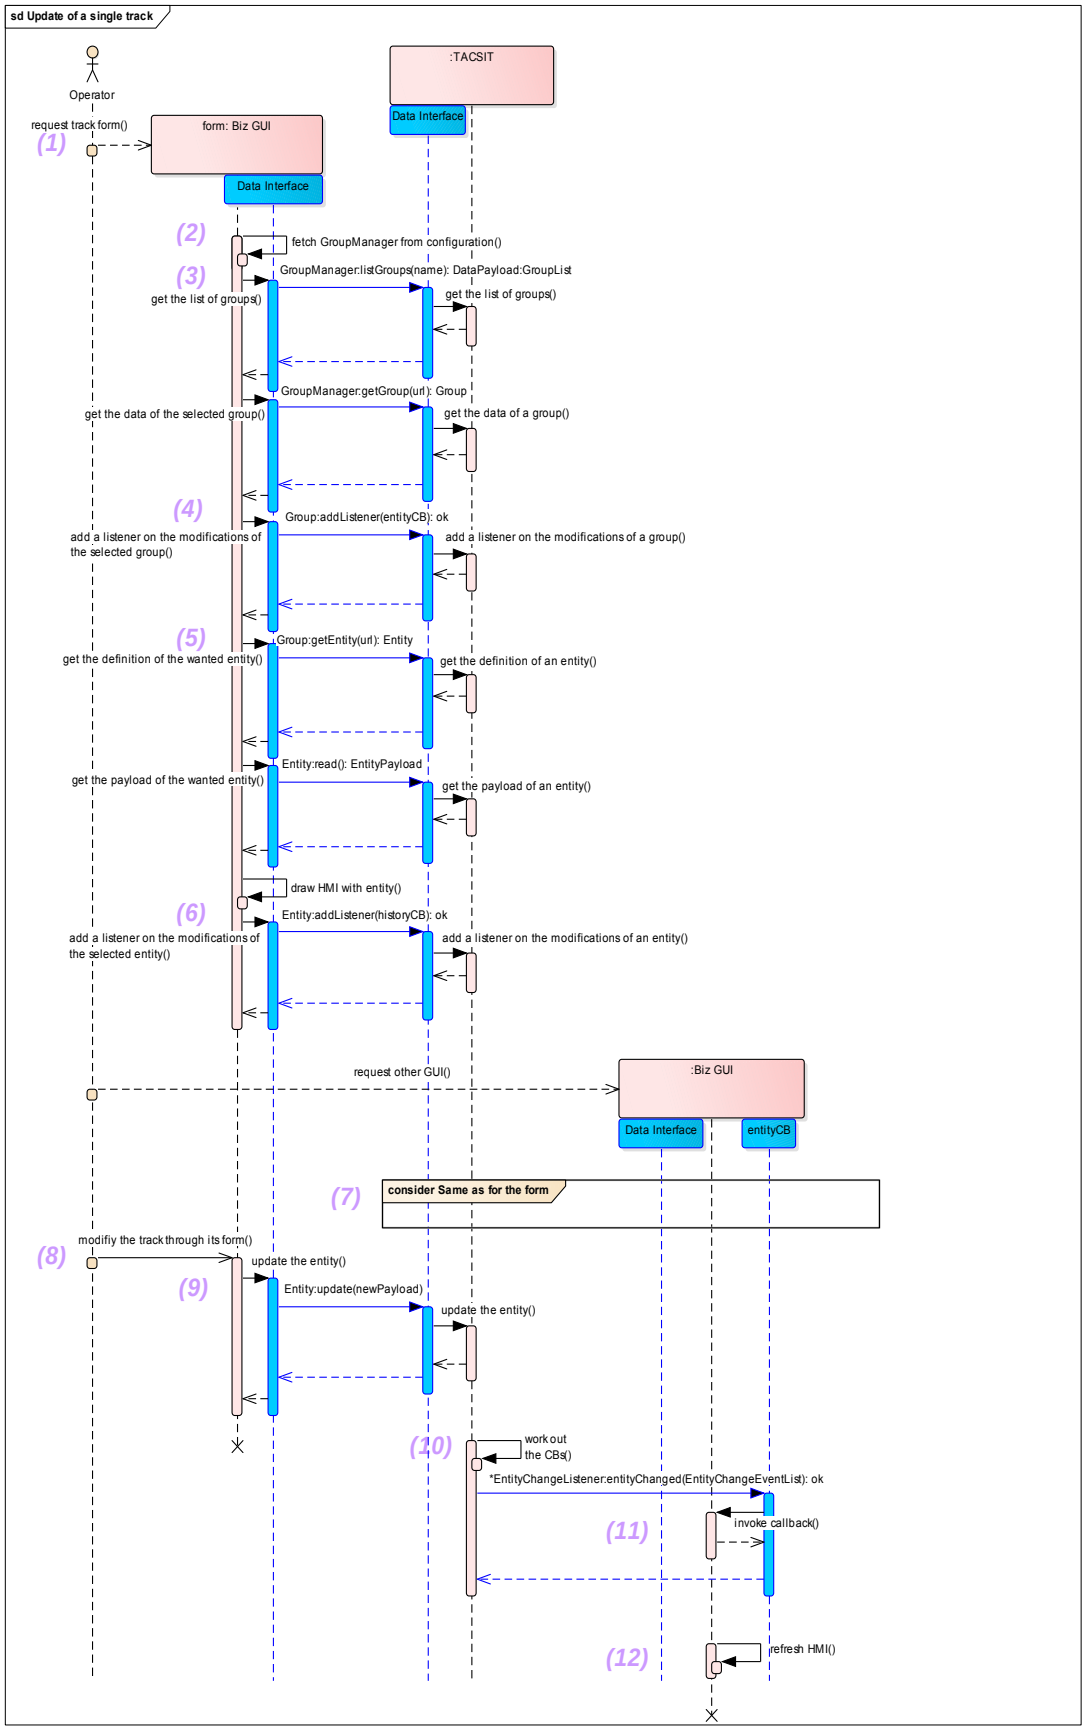 sd Update of a single track
:TACSIT
Operator
Data Interface
request track form()
form: Biz GUI
(1)
Data Interface
(2)
fetch GroupManager from configuration()
(3)
GroupManager:listGroups(name): DataPayload:GroupList
get the list of groups()
get the list of groups()
GroupManager:getGroup(url): Group
get the data of the selected group()
get the data of a group()
(4)
Group:addListener(entityCB): ok
add a listener on the modifications of
the selected group()
add a listener on the modifications of a group()
(5)
Group:getEntity(url): Entity
get the definition of the wanted entity()
get the definition of an entity()
Entity:read(): EntityPayload
get the payload of the wanted entity()
get the payload of an entity()
draw HMI with entity()
(6)
Entity:addListener(historyCB): ok
add a listener on the modifications of
the selected entity()
add a listener on the modifications of an entity()
request other GUI()
:Biz GUI
Data Interface
entityCB
(7)
consider Same as for the form
modifiy the track through its form()
(8)
update the entity()
(9)
Entity:update(newPayload)
update the entity()
(10)
work out
the CBs()
*EntityChangeListener:entityChanged(EntityChangeEventList): ok
(11)
invoke callback()
(12)
refresh HMI()